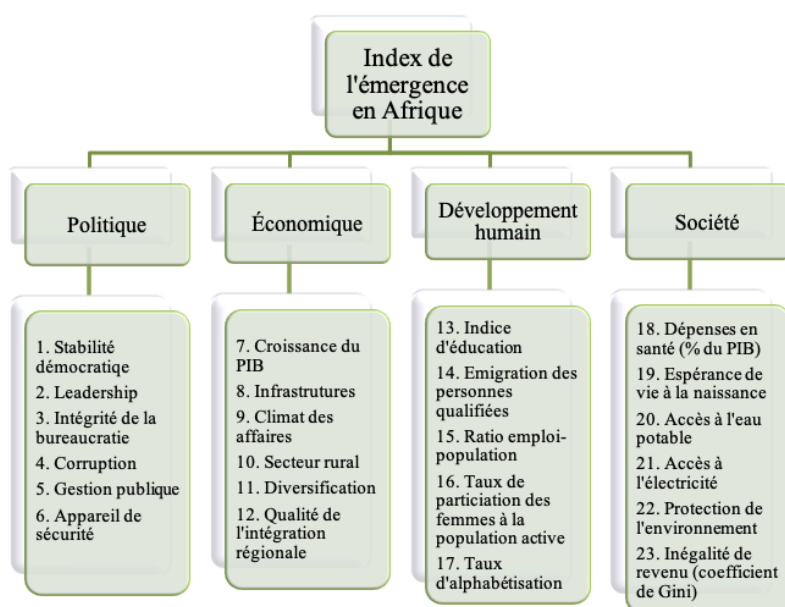 Index de
l'émergence
en Afrique
Politique
Économique
Développement
humain
Société
1. Stabilité
démocratiqe
2. Leadership
3. Intégrité de la
bureaucratie
4. Corruption
5. Gestion publique
6. Appareil de
sécurité
7. Croissance du
PIB
8. Infrastrutures
9. Climat des
affaires
10. Secteur rural
11. Diversification
12. Qualité de
l'intégration
régionale
13. Indice
d'éducation
14. Emigration des
personnes
qualifiées
15. Ratio emploi-
population
16. Taux de
particiation des
femmes à la
population active
17. Taux
d'alphabétisation
18. Dépenses en
santé (% du PIB)
19. Espérance de
vie à la naissance
20. Accès à l'eau
potable
21. Accès à
l'électricité
22. Protection de
l'environnement
23. Inégalité de
revenu (coefficient
de Gini)